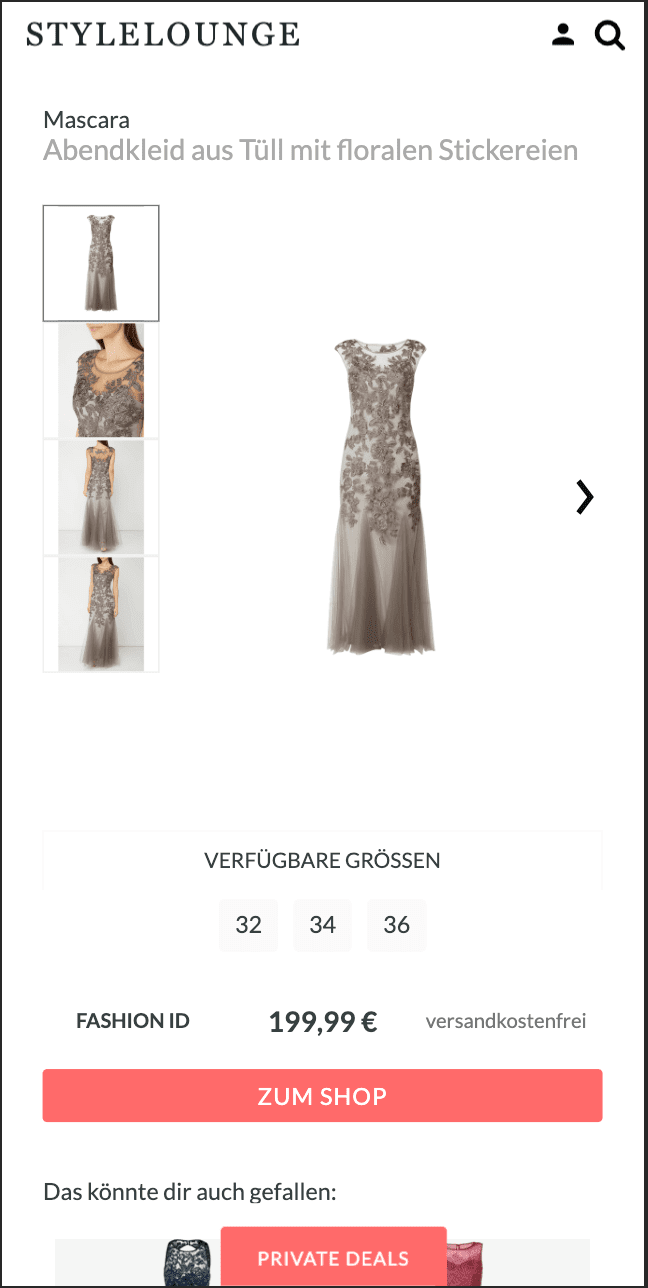 STYLELOUNGE
Mascara
Abendkleid aus Tüll mit floralen Stickereien
VERFÜGBARE GRÖSSEN
32 34 36
FASHION ID 199,99 € versandkostenfrei
ZUM SHOP
Das könnte dir auch gefallen:
PRIVATE DEALS